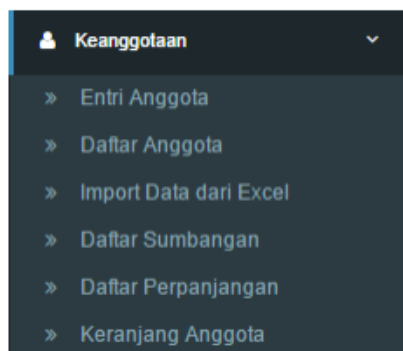 Keanggotaan
» Entri Anggota
» Daftar Anggota
» Import Data dari Excel
» Daftar Sumbangan
» Daftar Perpanjangan
» Keranjang Anggota